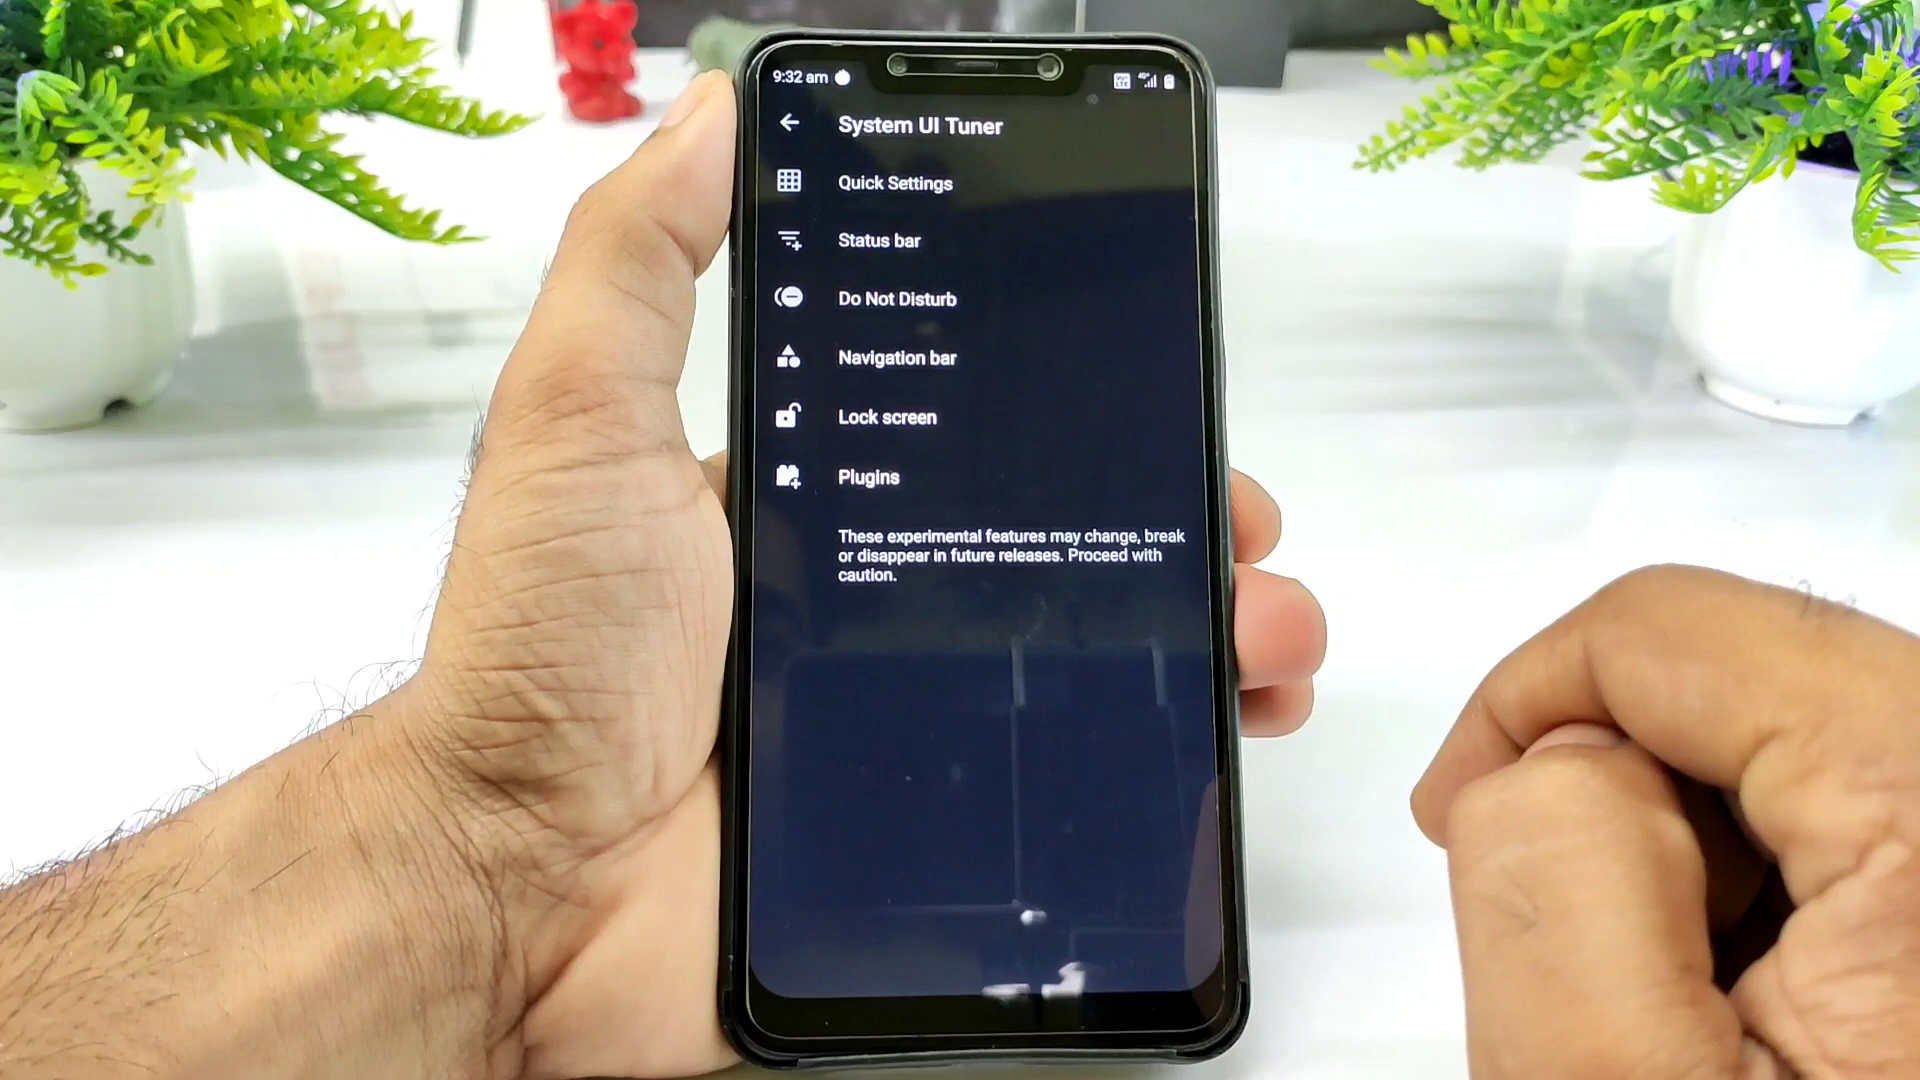 9:32 am
System UI Tuner
Quick Settings
Status bar
Do Not Disturb
Navigation bar
Lock screen
Plugins
These experimental features may change, break
or disappear in future releases. Proceed with
caution.